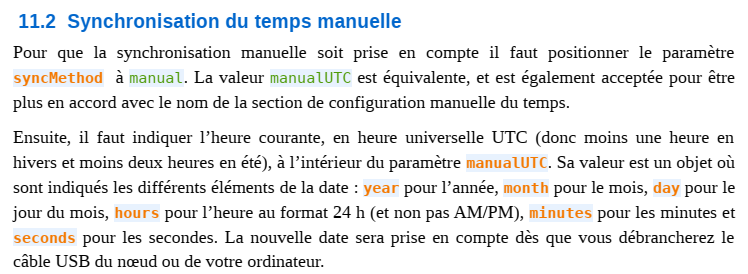 11.2 Synchronisation du temps manuelle
Pour que la synchronisation manuelle soit prise en compte il faut positionner le paramètre
syncMethod à manual. La valeur manualUTC est équivalente, et est également acceptée pour être
plus en accord avec le nom de la section de configuration manuelle du temps.
Ensuite, il faut indiquer l’heure courante, en heure universelle UTC (donc moins une heure en
hivers et moins deux heures en été), à l’intérieur du paramètre manualUTC. Sa valeur est un objet où
sont indiqués les différents éléments de la date : year pour l’année, month pour le mois, day pour le
jour du mois, hours pour l’heure au format 24 h (et non pas AM/PM), minutes pour les minutes et
seconds pour les secondes. La nouvelle date sera prise en compte dès que vous débrancherez le
câble USB du nœud ou de votre ordinateur.